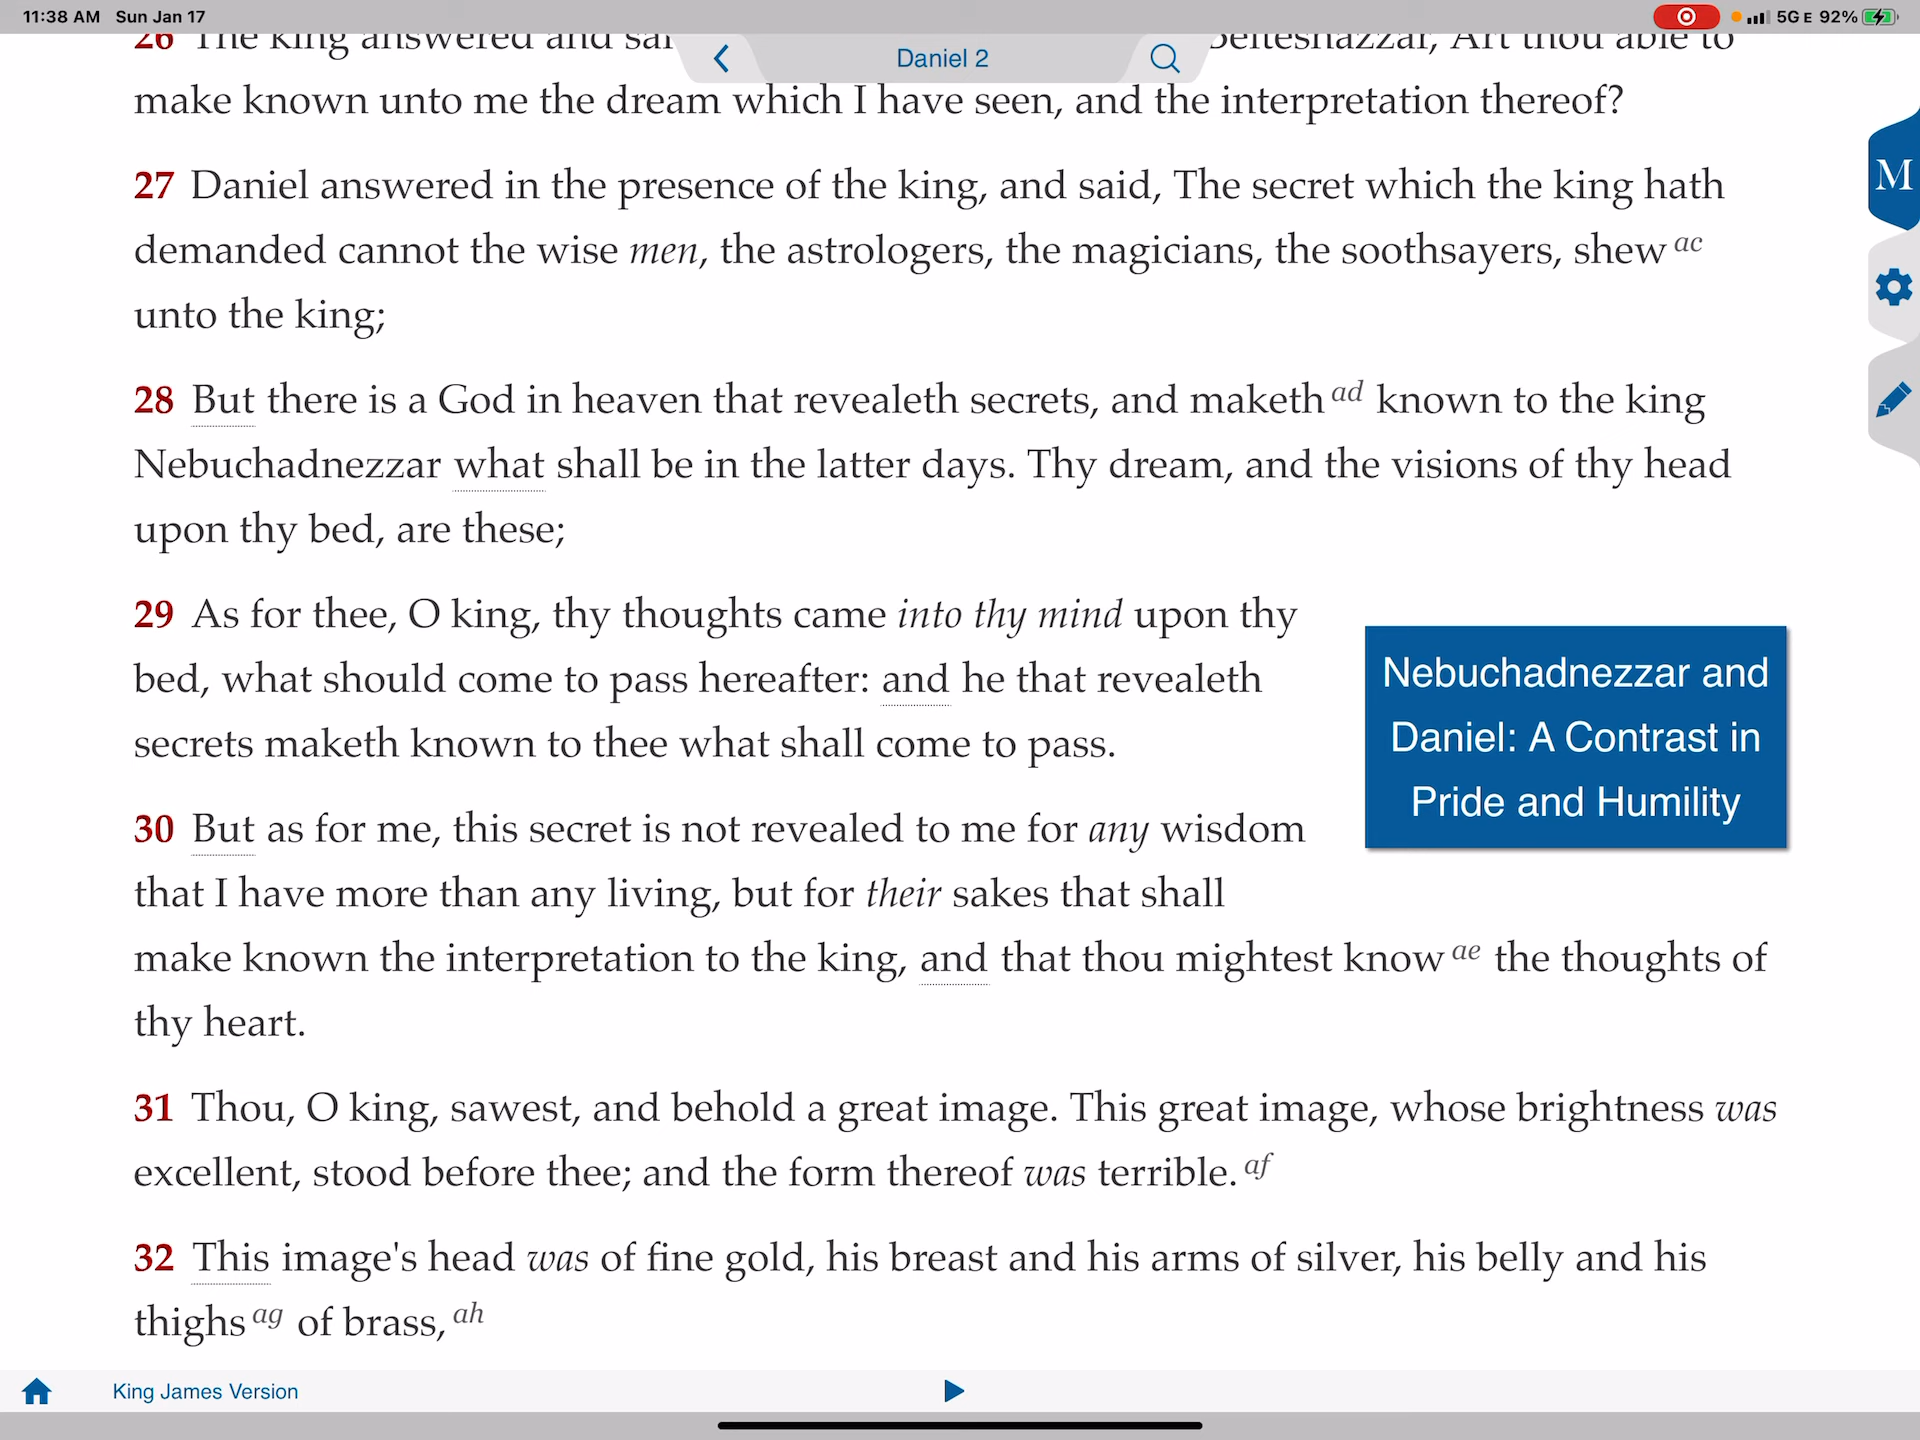 11:38 AM Sun Jan 17
5G E 92%
Daniel 2
26 The king answered and Belteshazzar, Art thou able to
make known unto me the dream which I have seen, and the interpretation thereof?
27 Daniel answered in the presence of the king, and said, The secret which the king hath
demanded cannot the wise men, the astrologers, the magicians, the soothsayers, shew ac
unto the king;
28 But there is a God in heaven that revealeth secrets, and maketh ad known to the king
Nebuchadnezzar what shall be in the latter days. Thy dream, and the visions of thy head
upon thy bed, are these;
29 As for thee, O king, thy thoughts came into thy mind upon thy
bed, what should come to pass hereafter: and he that revealeth
secrets maketh known to thee what shall come to pass.
Nebuchadnezzar and
Daniel: A Contrast in
Pride and Humility
30 But as for me, this secret is not revealed to me for any wisdom
that I have more than any living, but for their sakes that shall
make known the interpretation to the king, and that thou mightest know ae the thoughts of
thy heart.
31 Thou, O king, sawest, and behold a great image. This great image, whose brightness was
excellent, stood before thee; and the form thereof was terrible. af
32 This image's head was of fine gold, his breast and his arms of silver, his belly and his
thighs ag of brass, ah
M
King James Version